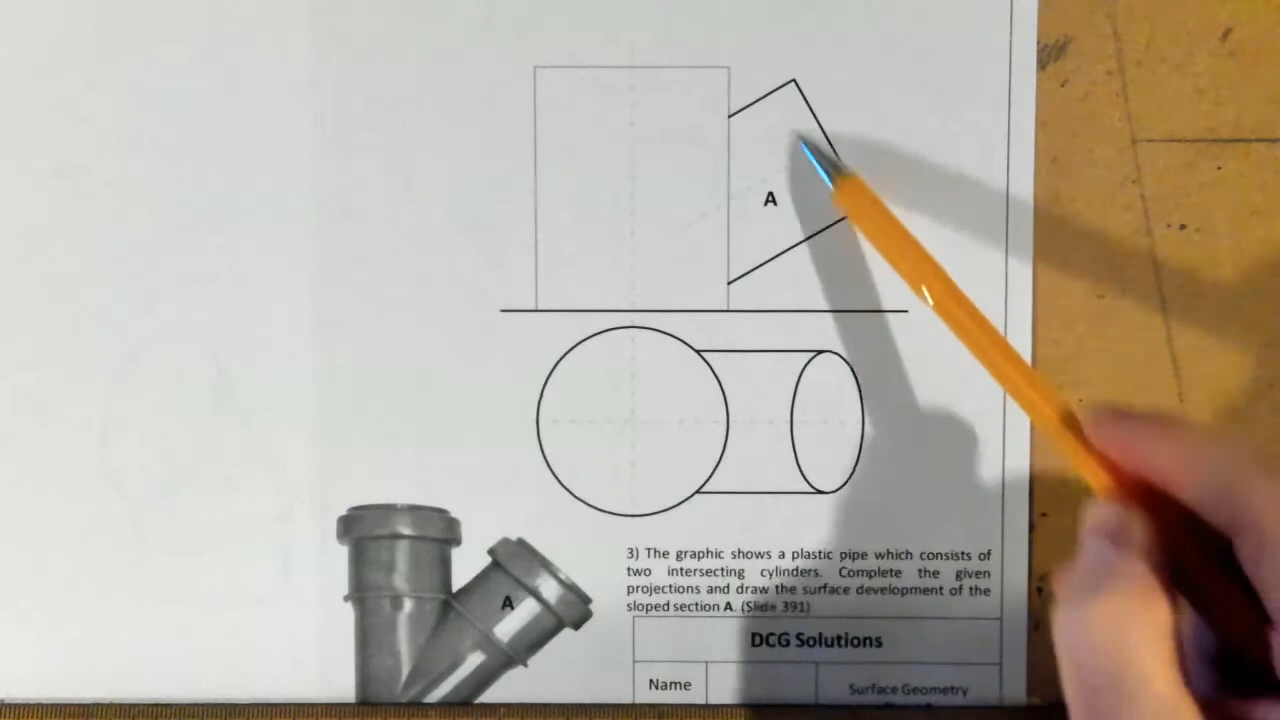 A
A
3) The graphic shows a plastic pipe which consists of
two intersecting cylinders. Complete the given
projections and draw the surface development of the
sloped section A. (Slide 391)
DCG Solutions
Name
Surface Geometry